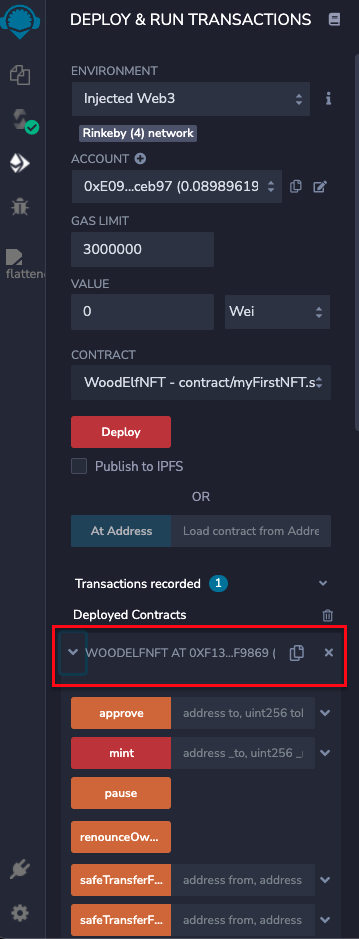 DEPLOY & RUN TRANSACTIONS
ENVIRONMENT
Injected Web3
Rinkeby (4) network
ACCOUNT
0xE09...ceb97 (0.08989619
GAS LIMIT
3000000
flatten
VALUE
0 Wei
CONTRACT
WoodElfNFT - contract/myFirstNFT.s
Deploy
Publish to IPFS
OR
At Address Load contract from Addre
Transactions recorded 1
Deployed Contracts
WOODELFNFT AT 0XF13...F9869 (
approve address to, uint256 tol
mint address _to, uint256 _
pause
renounceOw...
safeTransferF... address from, address
safeTransferF... address from, address